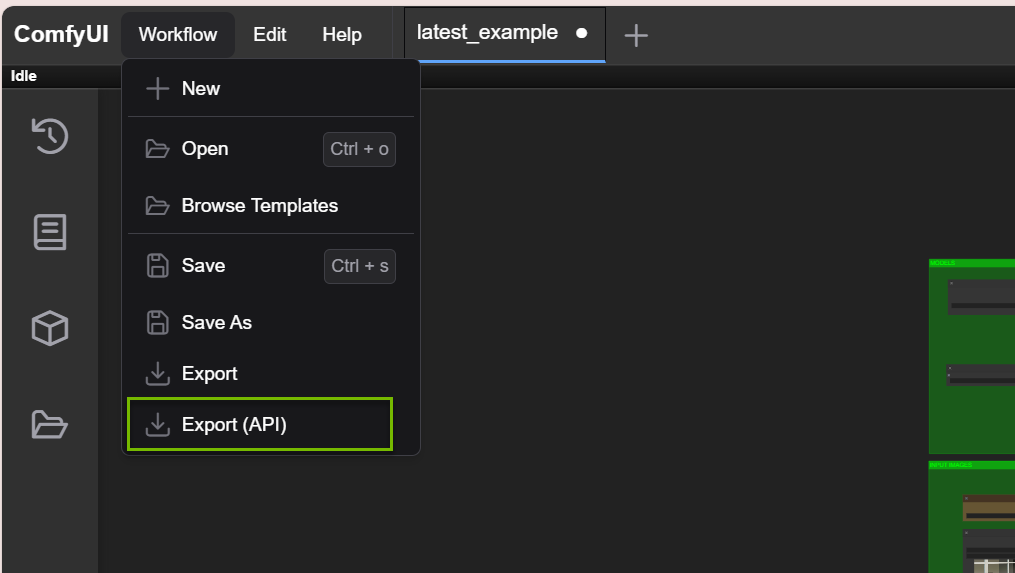 ComfyUI Workflow Edit Help latest_example
Idle
New
Open Ctrl + o
Browse Templates
Save Ctrl + s
Save As
Export
Export (API)
MODELS
INPUT IMAGES